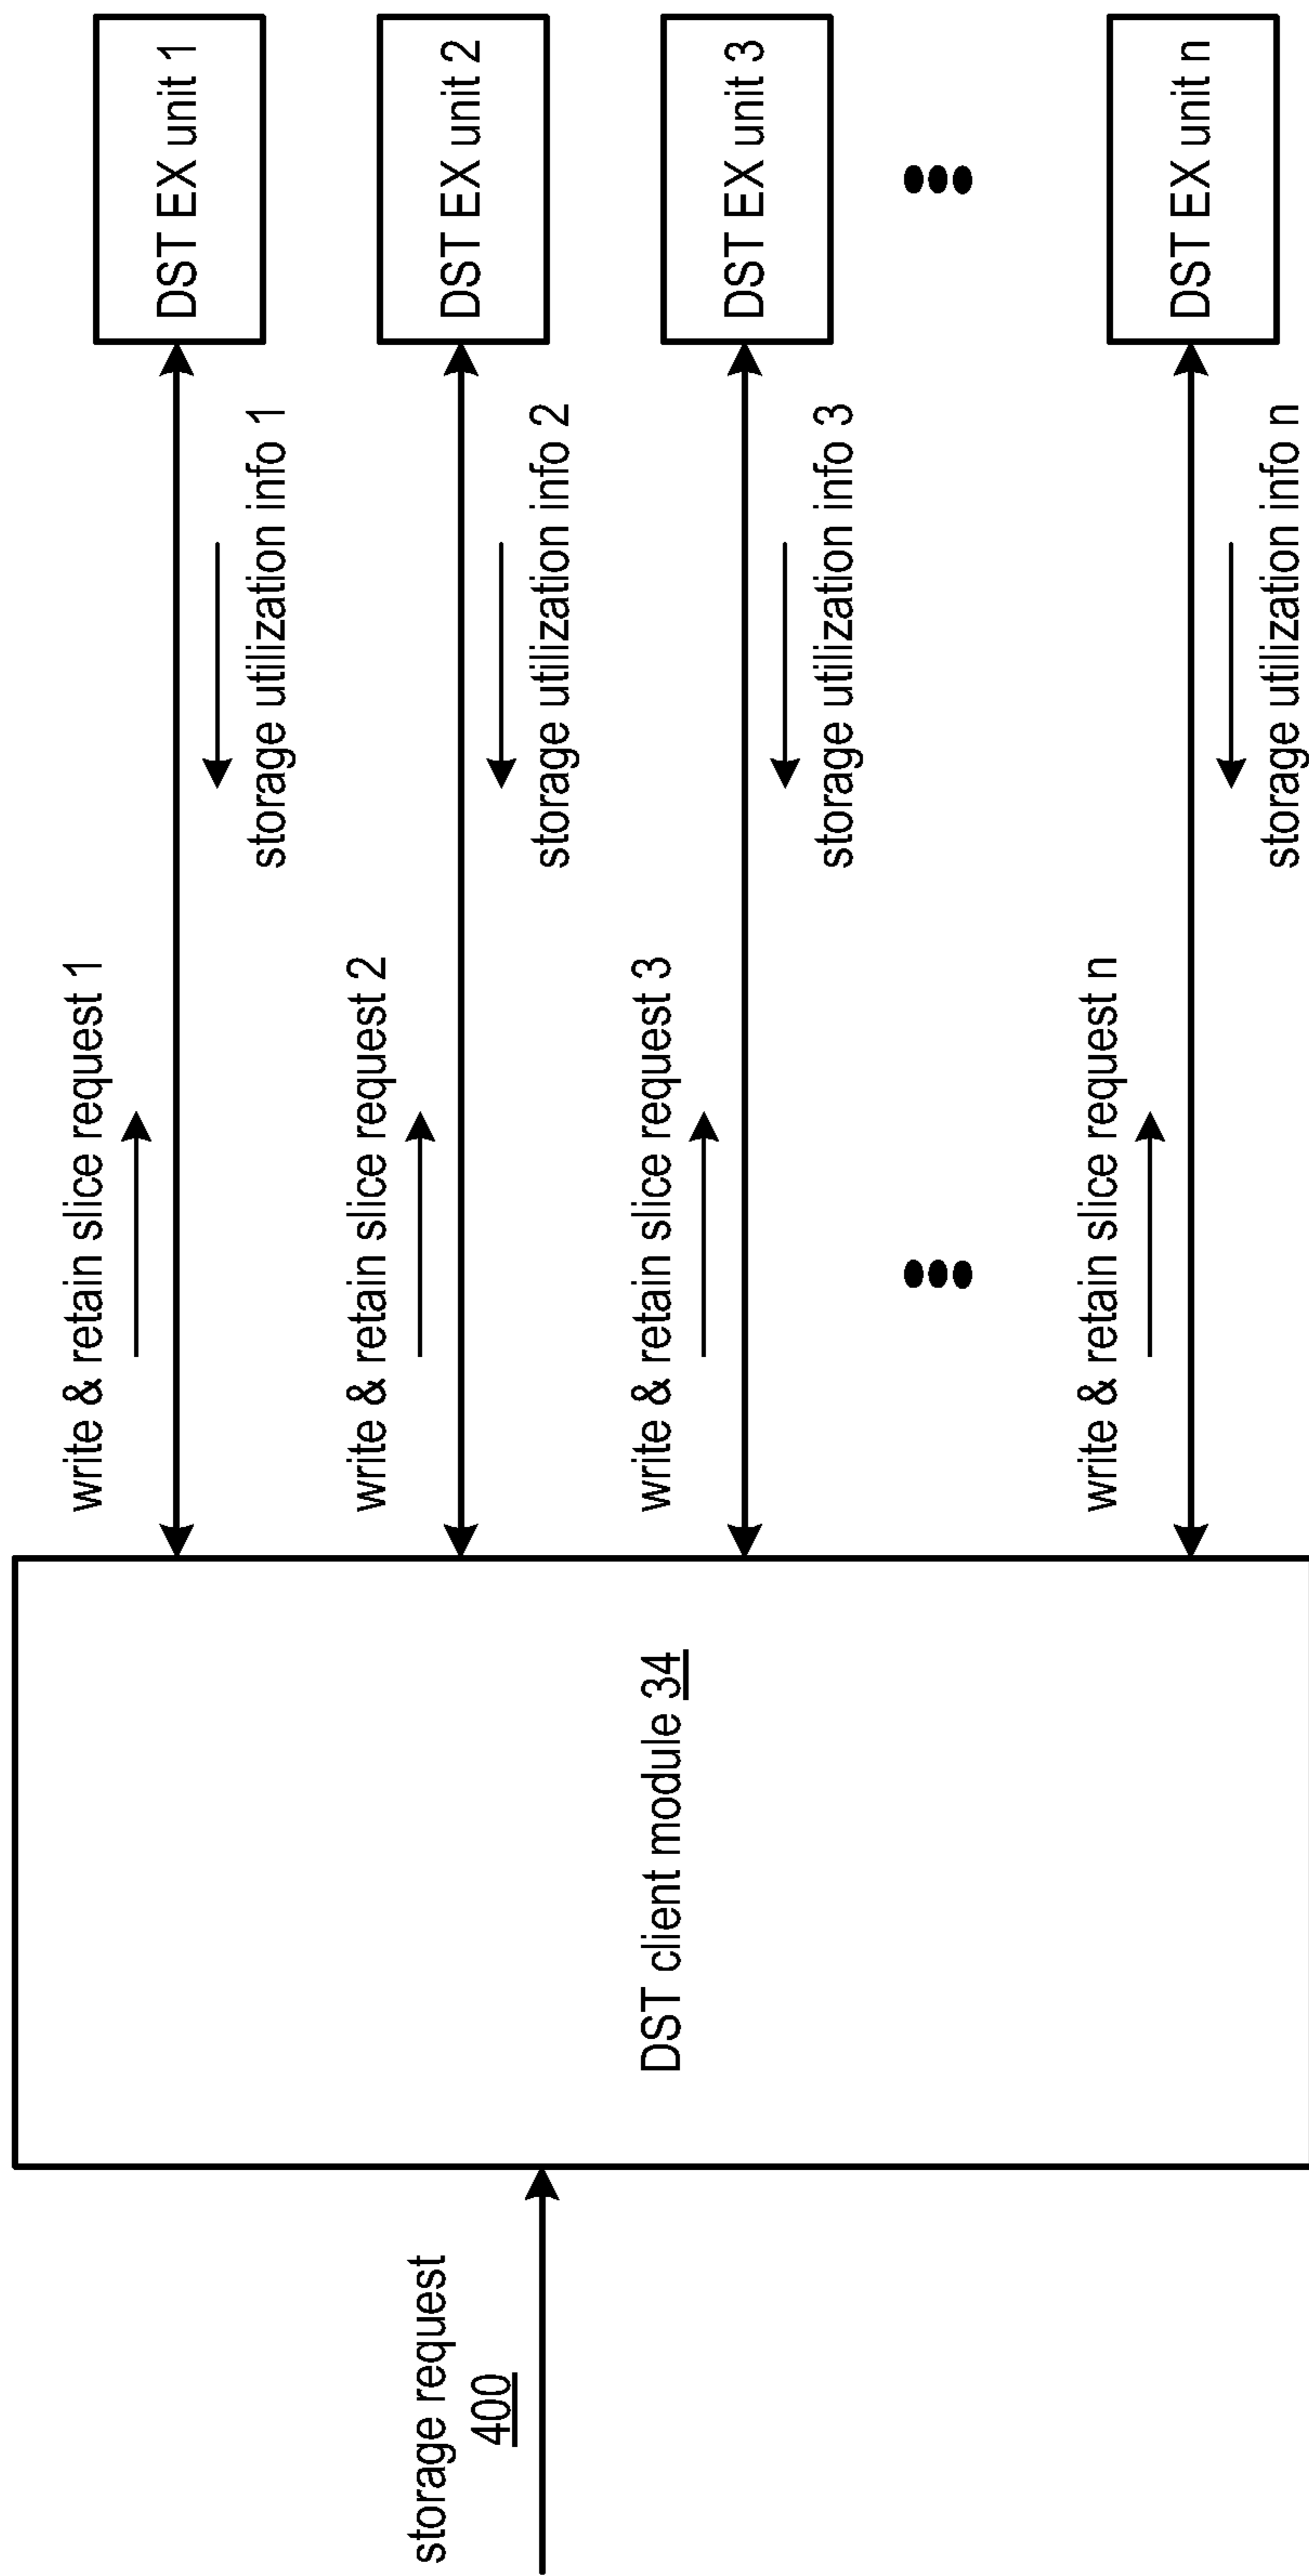 storage request
400
DST client module 34
write & retain slice request 1
storage utilization info 1
DST EX unit 1
write & retain slice request 2
storage utilization info 2
DST EX unit 2
write & retain slice request 3
storage utilization info 3
DST EX unit 3
write & retain slice request n
storage utilization info n
DST EX unit n